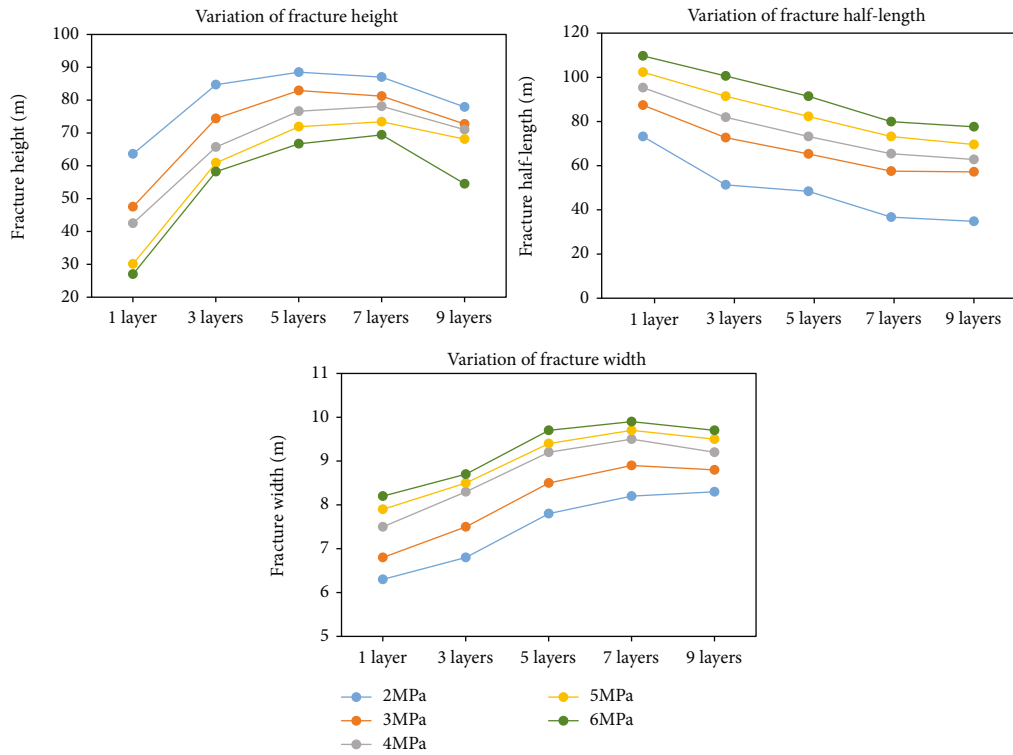 Variation of fracture height
Fracture height (m)
100
90
80
70
60
50
40
30
20
1 layer 3 layers 5 layers 7 layers 9 layers
Variation of fracture half-length
Fracture half-length (m)
120
100
80
60
40
20
0
1 layer 3 layers 5 layers 7 layers 9 layers
Variation of fracture width
Fracture width (m)
11
10
9
8
7
6
5
1 layer 3 layers 5 layers 7 layers 9 layers
2MPa
3MPa
4MPa
5MPa
6MPa